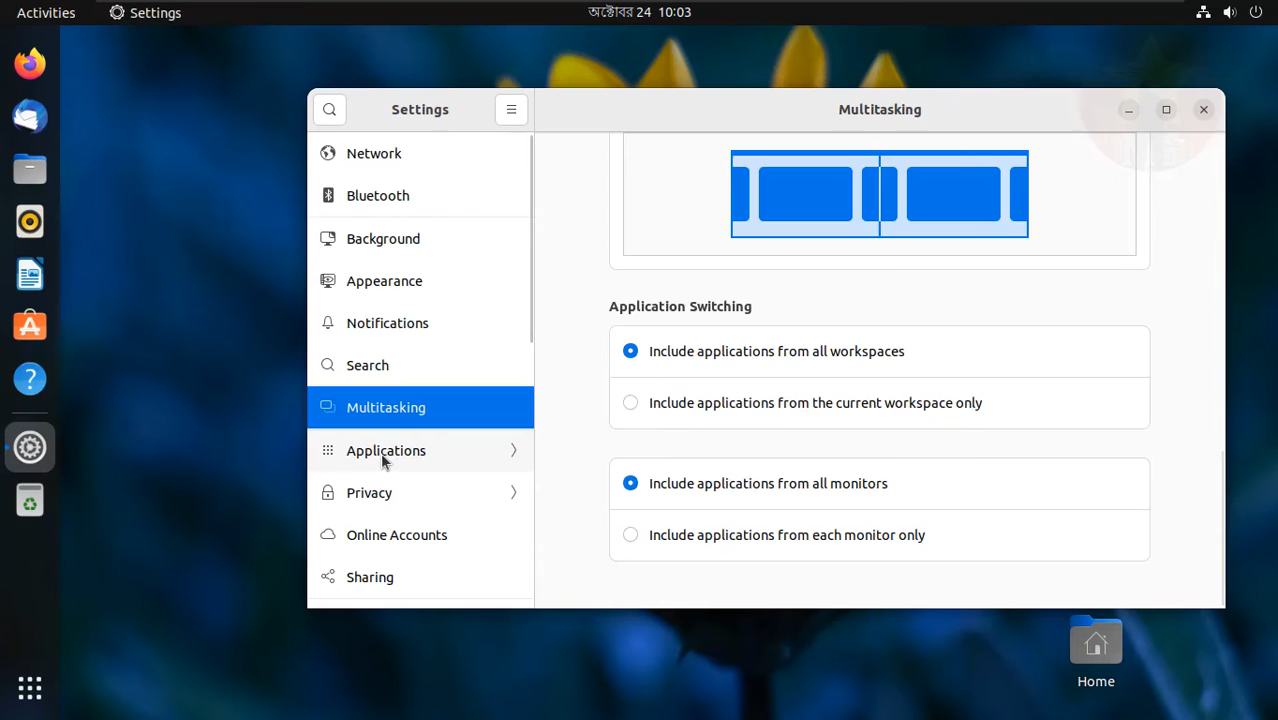 Activities
Settings
অক্টোবর 24 10:03
Settings
Multitasking
Network
Bluetooth
Background
Appearance
Notifications
Search
Multitasking
Applications
Privacy
Online Accounts
Sharing
Application Switching
Include applications from all workspaces
Include applications from the current workspace only
Include applications from all monitors
Include applications from each monitor only
Home